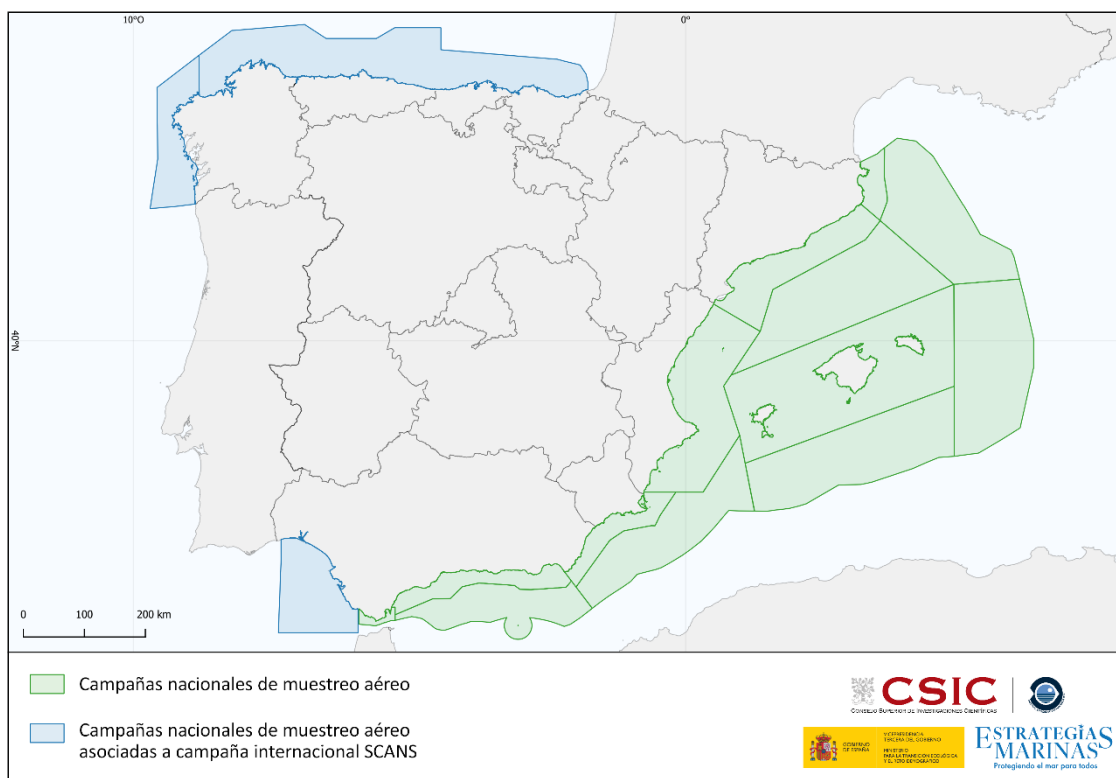 10ºO
0º
40ºN
0
100
200 km
Campañas nacionales de muestreo aéreo
Campañas nacionales de muestreo aéreo
asociadas a campaña internacional SCANS
CSIC
CONSEJO SUPERIOR DE INVESTIGACIONES CIENTÍFICAS
GOBIERNO
DE ESPAÑA
VICEPRESIDENCIA
TERCERA DEL GOBIERNO
MINISTERIO
PARA LA TRANSICIÓN ECOLÓGICA
Y EL RETO DEMOGRÁFICO
ESTRATEGIAS
MARINAS
Protegiendo el mar para todos